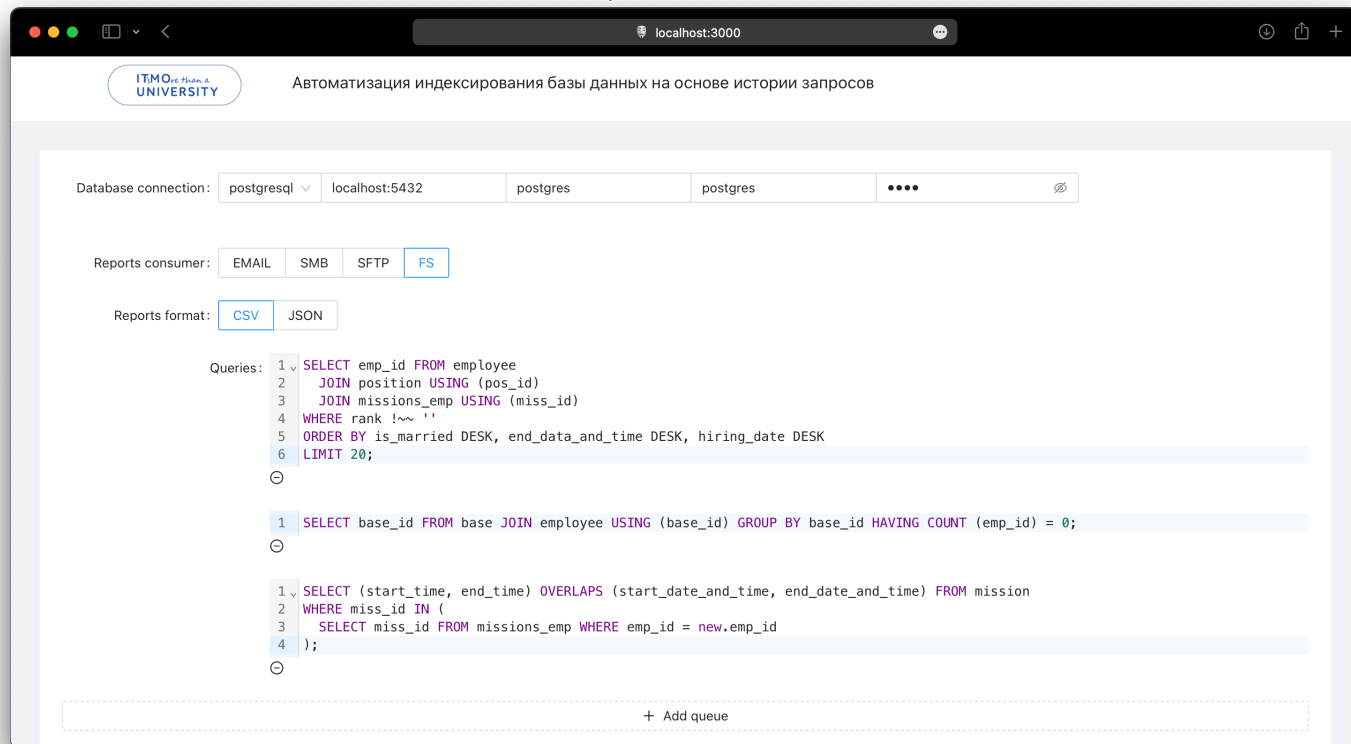 localhost:3000
ITMOre than a
UNIVERSITY
Автоматизация индексирования базы данных на основе истории запросов
Database connection: postgresql localhost:5432 postgres postgres ••••
Reports consumer: EMAIL SMB SFTP FS
Reports format: CSV JSON
Queries:
1 SELECT emp_id FROM employee
2 JOIN position USING (pos_id)
3 JOIN missions_emp USING (miss_id)
4 WHERE rank !~~ ''
5 ORDER BY is_married DESK, end_data_and_time DESK, hiring_date DESK
6 LIMIT 20;
1 SELECT base_id FROM base JOIN employee USING (base_id) GROUP BY base_id HAVING COUNT (emp_id) = 0;
1 SELECT (start_time, end_time) OVERLAPS (start_date_and_time, end_date_and_time) FROM mission
2 WHERE miss_id IN (
3 SELECT miss_id FROM missions_emp WHERE emp_id = new.emp_id
4 );
+ Add queue